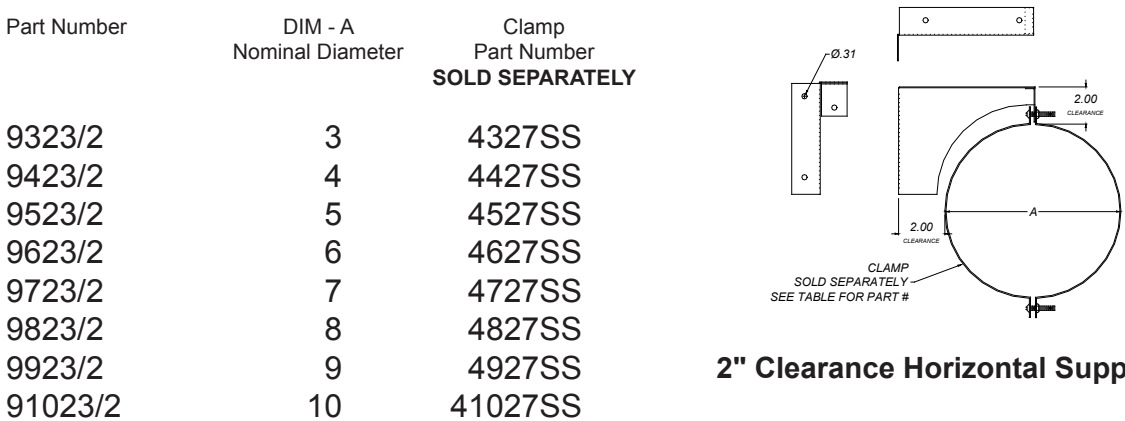 Part Number DIM - A Clamp
Nominal Diameter Part Number
SOLD SEPARATELY
9323/2 3 4327SS
9423/2 4 4427SS
9523/2 5 4527SS
9623/2 6 4627SS
9723/2 7 4727SS
9823/2 8 4827SS
9923/2 9 4927SS
91023/2 10 41027SS
Ø.31
2.00
CLEARANCE
A
2.00
CLEARANCE
CLAMP
SOLD SEPARATELY
SEE TABLE FOR PART #
2" Clearance Horizontal Supp